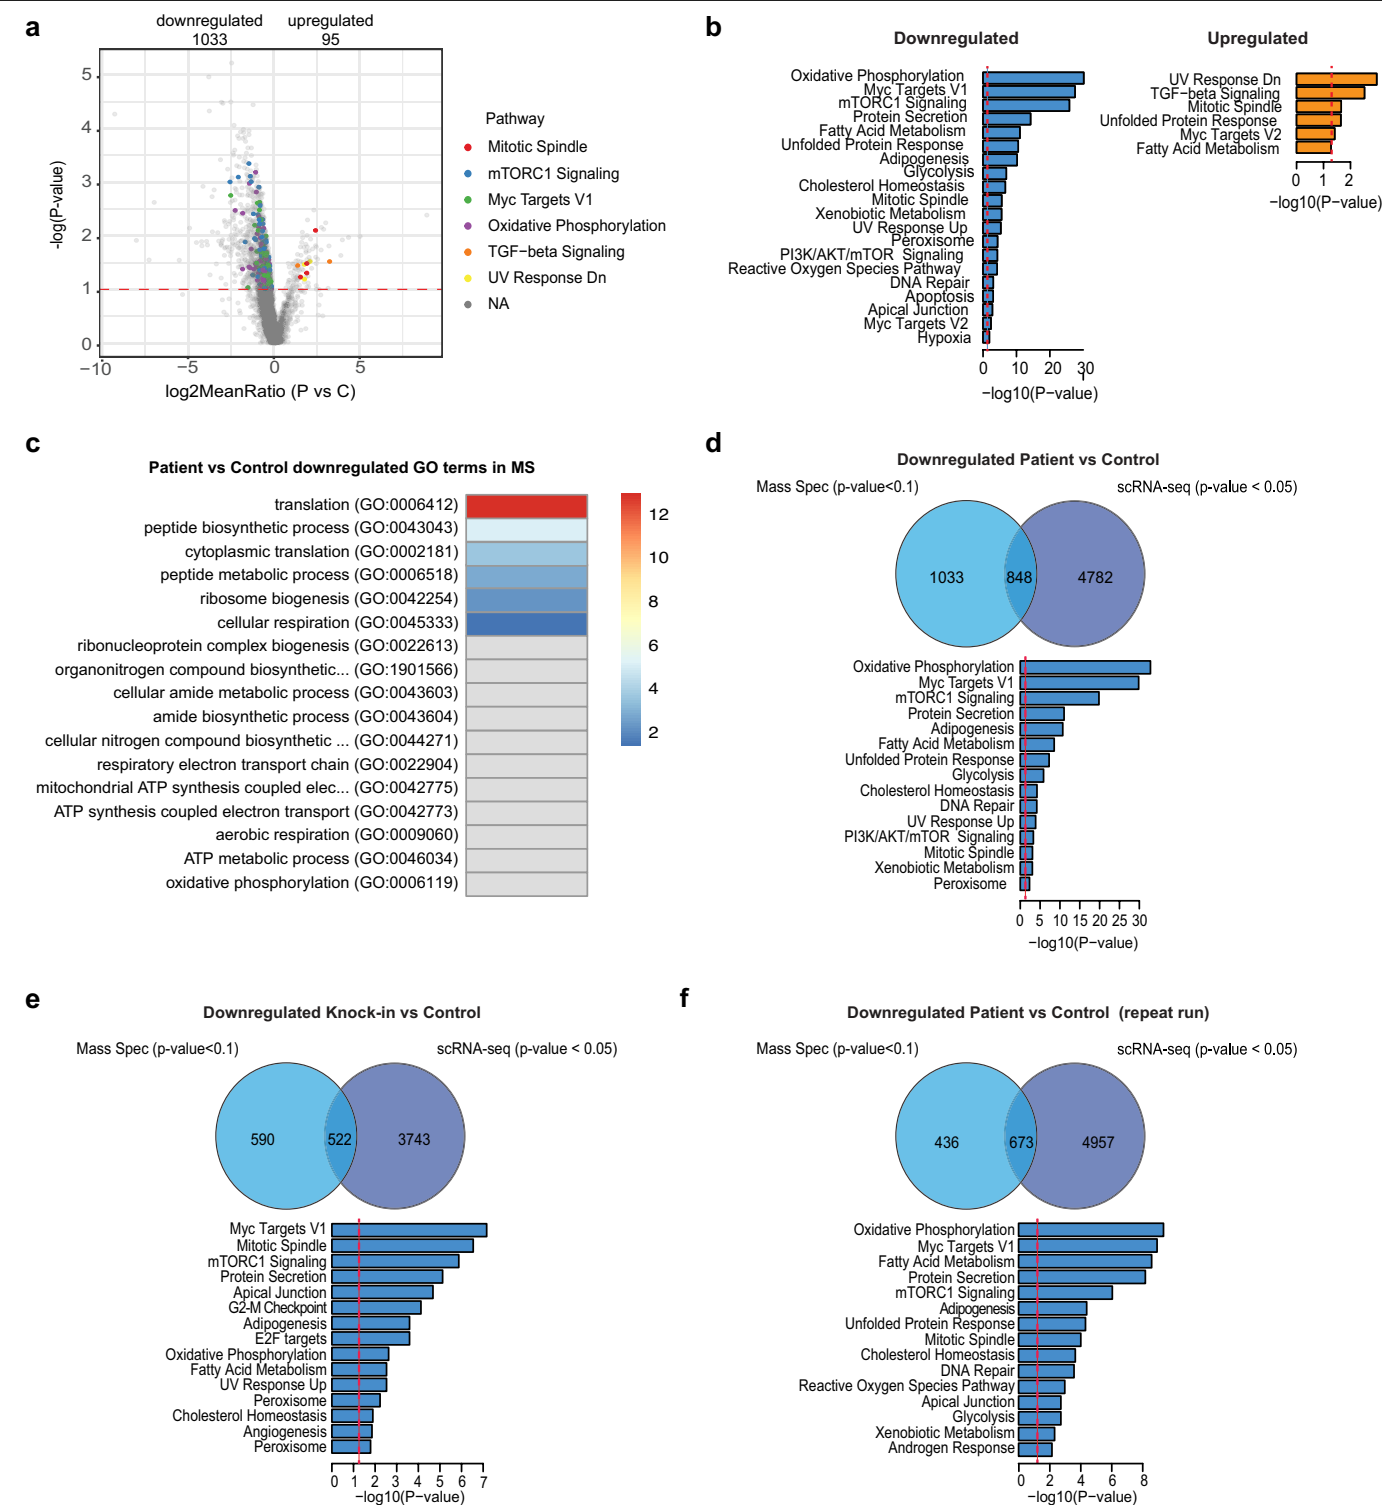 a
downregulated upregulated
1033 95
5
4
3
2
1
0
-log(P-value)
−10 −5 0 5
log2MeanRatio (P vs C)
Pathway
Mitotic Spindle
mTORC1 Signaling
Myc Targets V1
Oxidative Phosphorylation
TGF-beta Signaling
UV Response Dn
NA
b
Downregulated
Oxidative Phosphorylation
Myc Targets V1
mTORC1 Signaling
Protein Secretion
Fatty Acid Metabolism
Unfolded Protein Response
Adipogenesis
Glycolysis
Cholesterol Homeostasis
Mitotic Spindle
Xenobiotic Metabolism
UV Response Up
Peroxisome
PI3K/AKT/mTOR Signaling
Reactive Oxygen Species Pathway
DNA Repair
Apoptosis
Apical Junction
Myc Targets V2
Hypoxia
0 10 20 30
−log10(P−value)
Upregulated
UV Response Dn
TGF−beta Signaling
Mitotic Spindle
Unfolded Protein Response
Myc Targets V2
Fatty Acid Metabolism
0 1 2
−log10(P−value)
c
Patient vs Control downregulated GO terms in MS
translation (GO:0006412)
peptide biosynthetic process (GO:0043043)
cytoplasmic translation (GO:0002181)
peptide metabolic process (GO:0006518)
ribosome biogenesis (GO:0042254)
cellular respiration (GO:0045333)
ribonucleoprotein complex biogenesis (GO:0022613)
organonitrogen compound biosynthetic... (GO:1901566)
cellular amide metabolic process (GO:0043603)
amide biosynthetic process (GO:0043604)
cellular nitrogen compound biosynthetic ... (GO:0044271)
respiratory electron transport chain (GO:0022904)
mitochondrial ATP synthesis coupled elec... (GO:0042775)
ATP synthesis coupled electron transport (GO:0042773)
aerobic respiration (GO:0009060)
ATP metabolic process (GO:0046034)
oxidative phosphorylation (GO:0006119)
12
10
8
6
4
2
d
Downregulated Patient vs Control
Mass Spec (p-value<0.1) scRNA-seq (p-value < 0.05)
1033 848 4782
Oxidative Phosphorylation
Myc Targets V1
mTORC1 Signaling
Protein Secretion
Adipogenesis
Fatty Acid Metabolism
Unfolded Protein Response
Glycolysis
Cholesterol Homeostasis
DNA Repair
UV Response Up
PI3K/AKT/mTOR Signaling
Mitotic Spindle
Xenobiotic Metabolism
Peroxisome
0 5 10 15 20 25 30
−log10(P−value)
e
Downregulated Knock-in vs Control
Mass Spec (p-value<0.1) scRNA-seq (p-value < 0.05)
590 522 3743
Myc Targets V1
Mitotic Spindle
mTORC1 Signaling
Protein Secretion
Apical Junction
G2-M Checkpoint
Adipogenesis
E2F targets
Oxidative Phosphorylation
Fatty Acid Metabolism
UV Response Up
Peroxisome
Cholesterol Homeostasis
Angiogenesis
Peroxisome
0 1 2 3 4 5 6 7
−log10(P−value)
f
Downregulated Patient vs Control (repeat run)
Mass Spec (p-value<0.1) scRNA-seq (p-value < 0.05)
436 673 4957
Oxidative Phosphorylation
Myc Targets V1
Fatty Acid Metabolism
Protein Secretion
mTORC1 Signaling
Adipogenesis
Unfolded Protein Response
Mitotic Spindle
Cholesterol Homeostasis
DNA Repair
Reactive Oxygen Species Pathway
Apical Junction
Glycolysis
Xenobiotic Metabolism
Androgen Response
0 2 4 6 8
−log10(P−value)